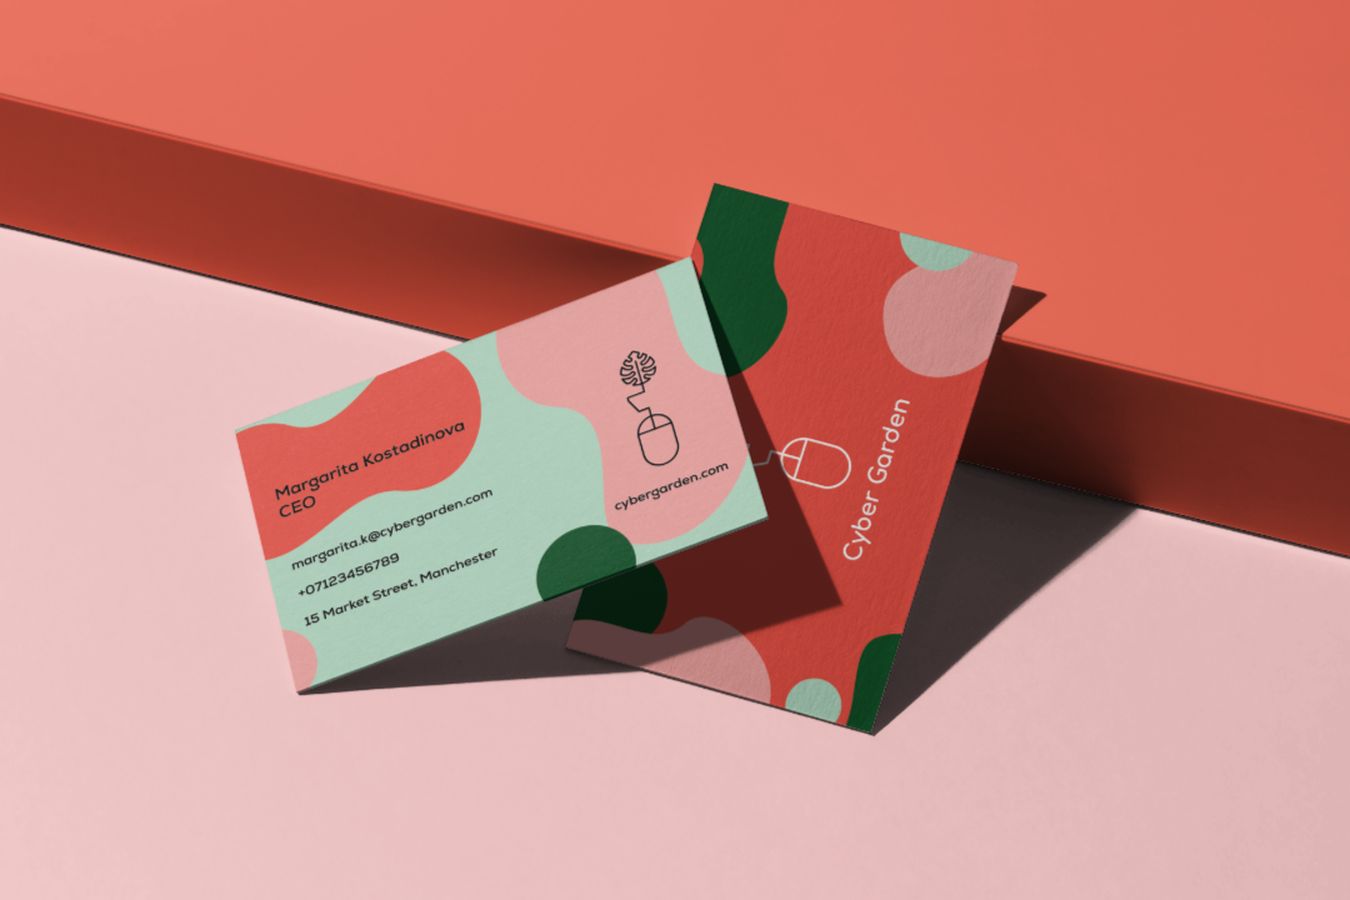 Margarita Kostadinova
CEO
margarita.k@cybergarden.com
+07123456789
15 Market Street, Manchester
cybergarden.com
Cyber Garden